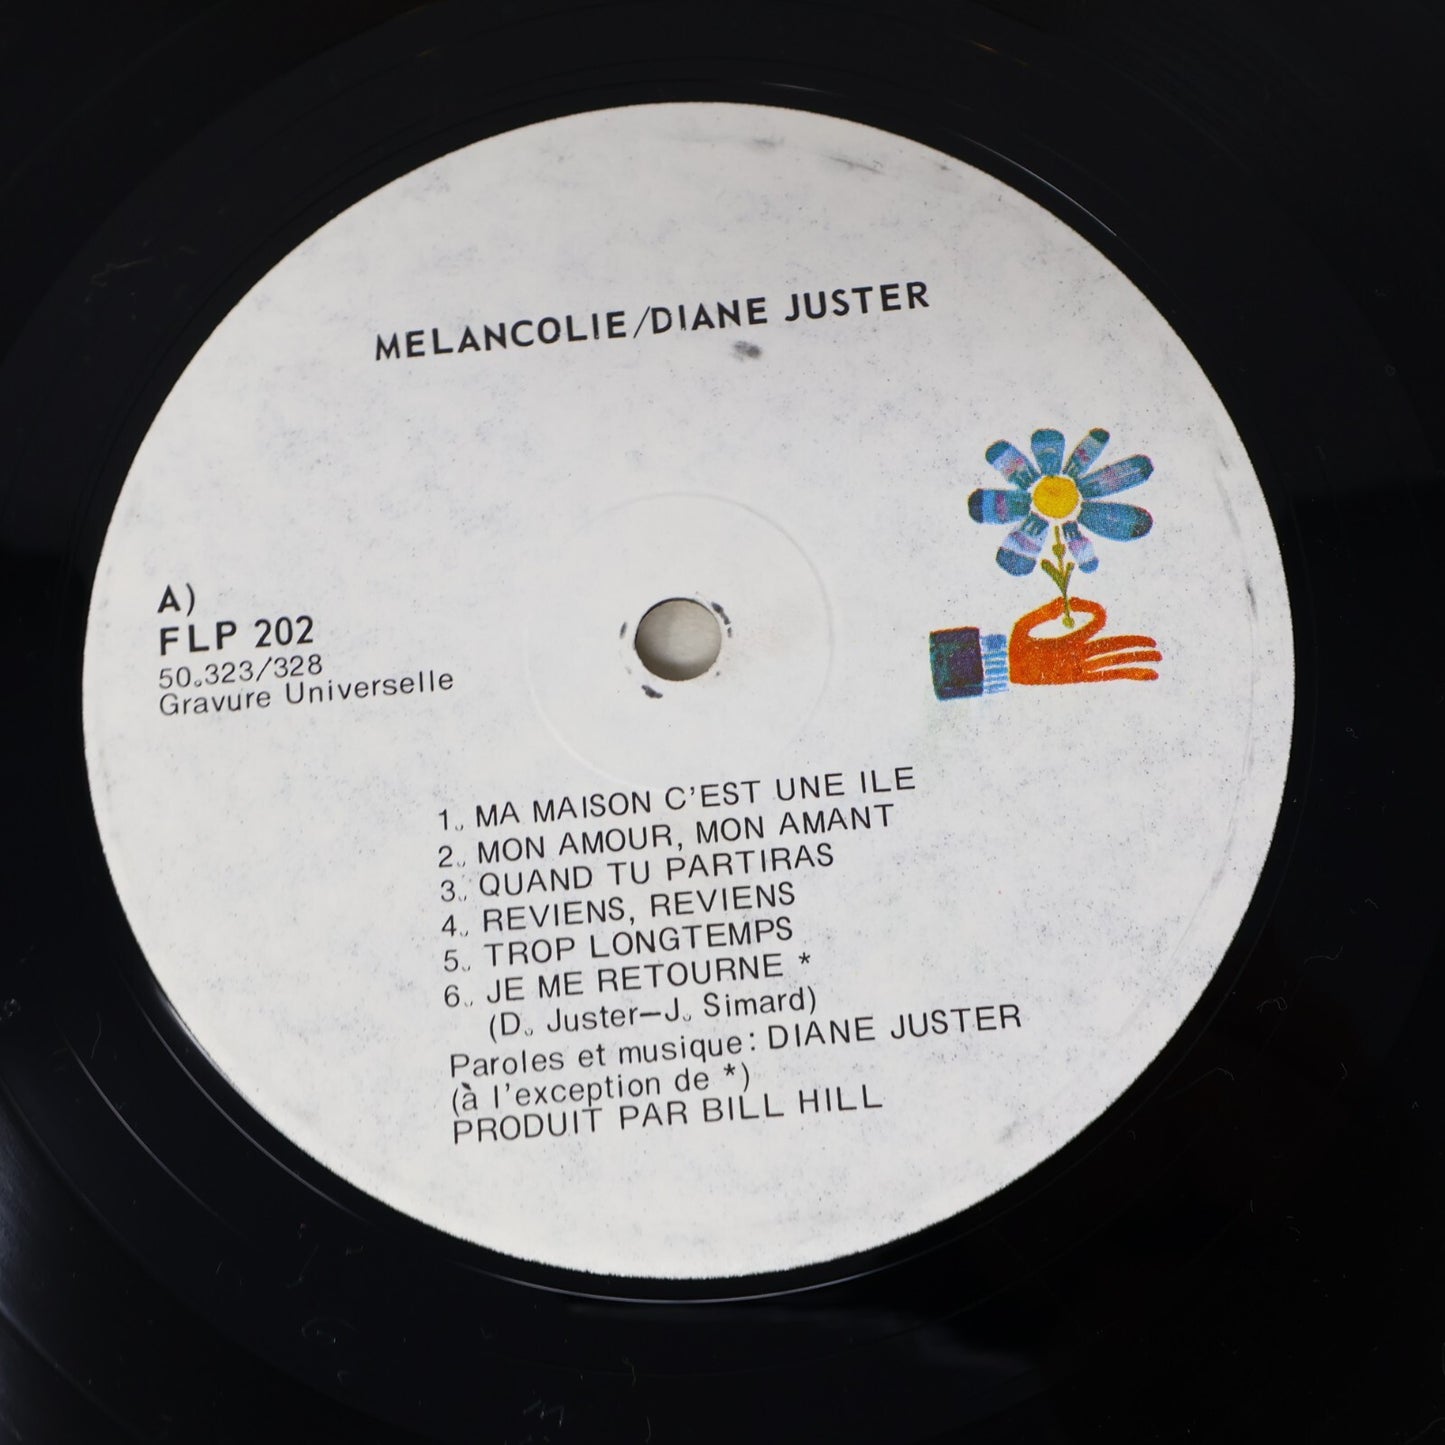 MELANCOLIE/DIANE JUSTER
A)
FLP 202
50.323/328
Gravure Universelle
1. MA MAISON C'EST UNE ILE
2. MON AMOUR, MON AMANT
3. QUAND TU PARTIRAS
4. REVIENS, REVIENS
5. TROP LONGTEMPS
6. JE ME RETOURNE *
(D. Juster—J. Simard)
Paroles et musique: DIANE JUSTER
(à l'exception de *)
PRODUIT PAR BILL HILL